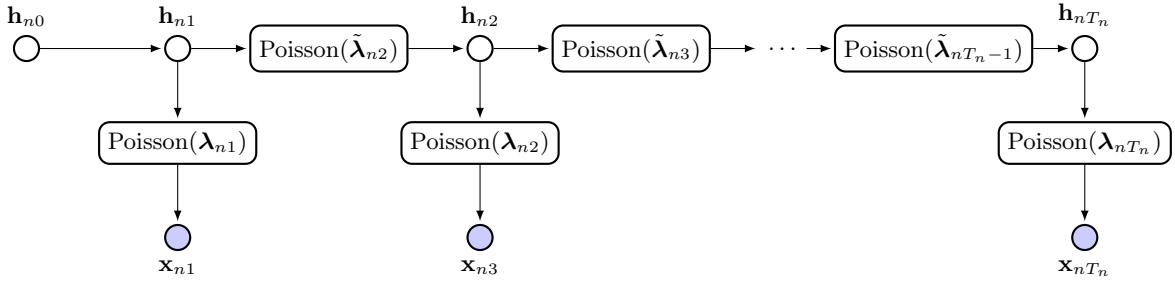 h_{n0} h_{n1} h_{n2} h_{nT_n}
Poisson(λ̃_{n2}) Poisson(λ̃_{n3}) ··· Poisson(λ̃_{nT_n−1})
Poisson(λ_{n1}) Poisson(λ_{n2}) Poisson(λ_{nT_n})
x_{n1} x_{n3} x_{nT_n}